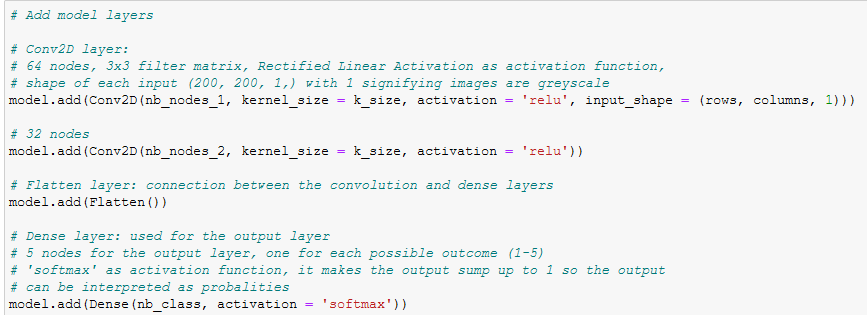 # Add model layers
# Conv2D layer:
# 64 nodes, 3x3 filter matrix, Rectified Linear Activation as activation function,
# shape of each input (200, 200, 1,) with 1 signifying images are greyscale
model.add(Conv2D(nb_nodes_1, kernel_size = k_size, activation = 'relu', input_shape = (rows, columns, 1)))
# 32 nodes
model.add(Conv2D(nb_nodes_2, kernel_size = k_size, activation = 'relu'))
# Flatten layer: connection between the convolution and dense layers
model.add(Flatten())
# Dense layer: used for the output layer
# 5 nodes for the output layer, one for each possible outcome (1-5)
# 'softmax' as activation function, it makes the output sump up to 1 so the output
# can be interpreted as probalities
model.add(Dense(nb_class, activation = 'softmax'))